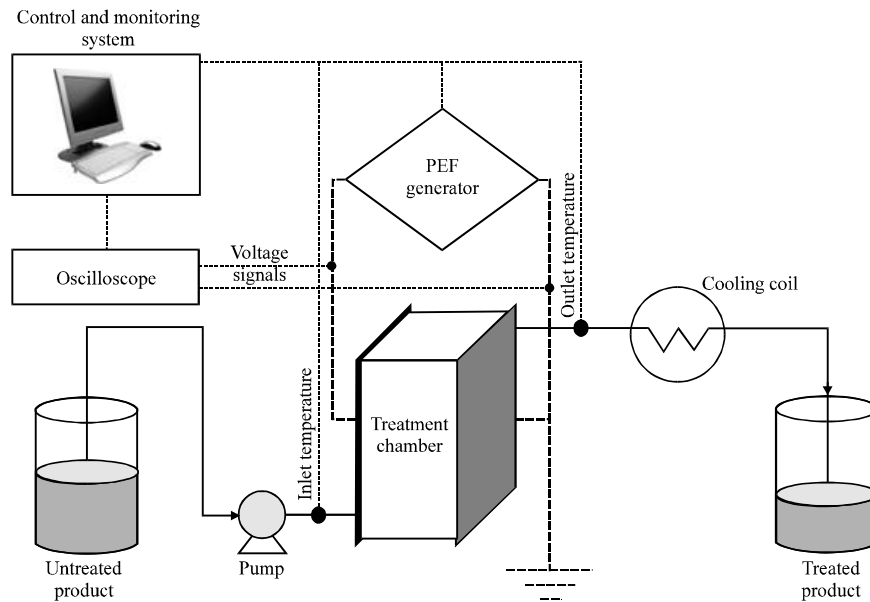 Control and monitoring
system
PEF
generator
Voltage
signals
Oscilloscope
Outlet temperature
Cooling coil
Inlet temperature
Treatment
chamber
Untreated
product
Pump
Treated
product